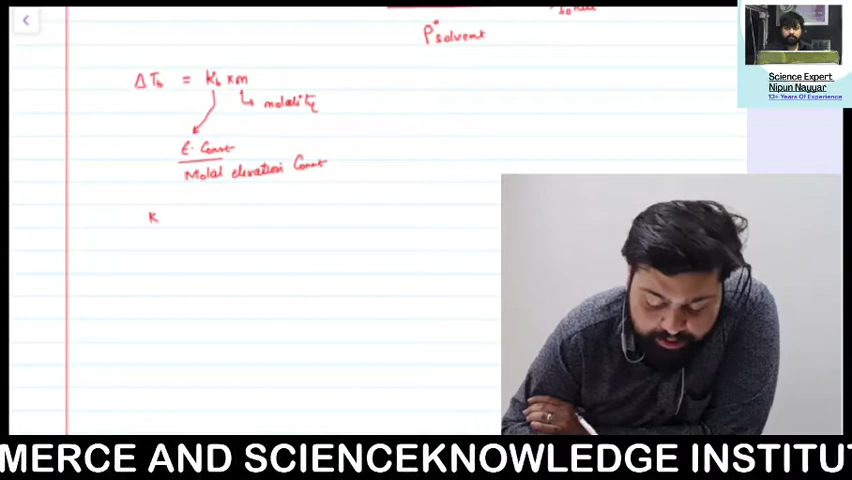 P°solvent
Science Expert
Nipun Nayyar
13+ Years Of Experience
ΔTb = Kb × m
molality
E. Const
Molal elevation Const
K
MERCE AND SCIENCEKNOWLEDGE INSTITUT